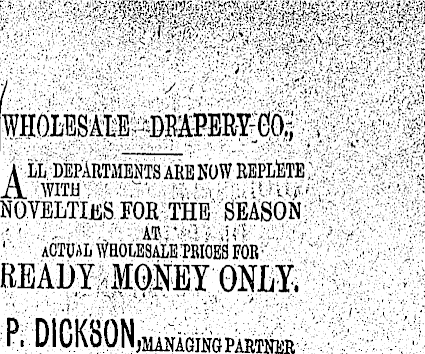 WHOLESALE DRAPERY CO.,
ALL DEPARTMENTS ARE NOW REPLETE
WITH
NOVELTIES FOR THE SEASON
AT
ACTUAL WHOLESALE PRICES FOR
READY MONEY ONLY.
P. DICKSON, MANAGING PARTNER